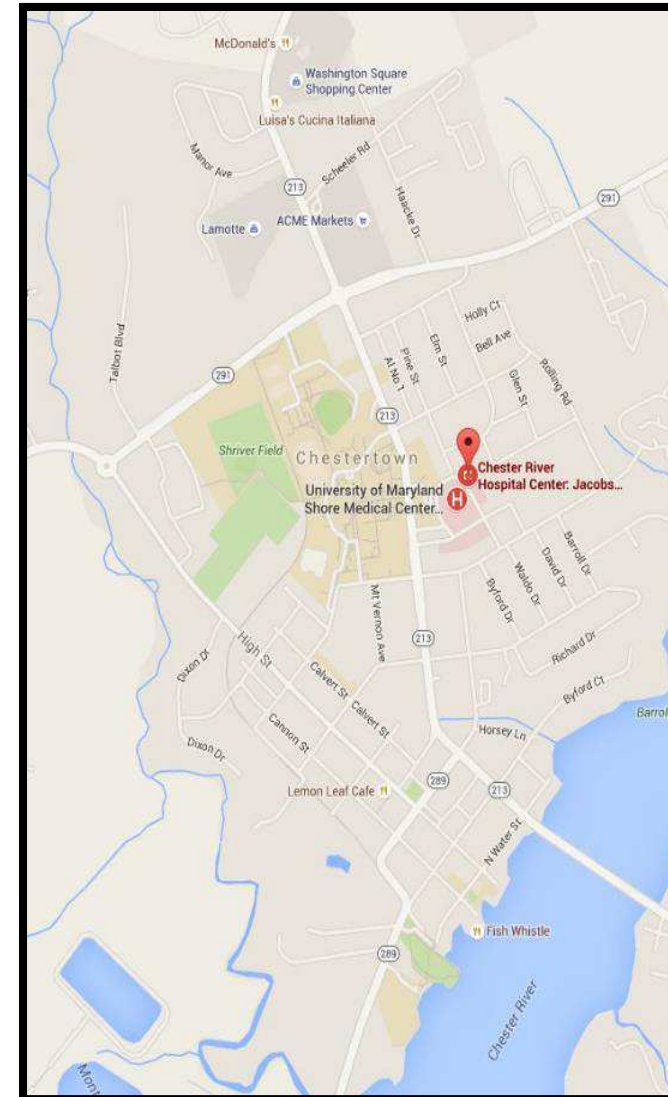 McDonald's
Washington Square
Shopping Center
Luisa's Cucina Italiana
Manor Ave
Scheeler Rd
213
Haacke Dr
291
ACME Markets
Lamotte
Talbot Blvd
Holly Ct
Elm St
Bell Ave
Pine St
Al No 1
Rolling Rd
Glen St
291
213
Shriver Field
Chestertown
Chester River
Hospital Center: Jacobs...
University of Maryland
Shore Medical Center...
H
Barroll Dr
David Dr
Waldo Dr
Byford Dr
Mt Vernon Ave
213
High St
Richard Dr
Dixon Dr
Calvert St
Calvert St
Byford Ct
Cannon St
Barrol
Horsey Ln
Dixon Dr
289
213
Lemon Leaf Cafe
N Water St
Fish Whistle
289
Chester River
Mont